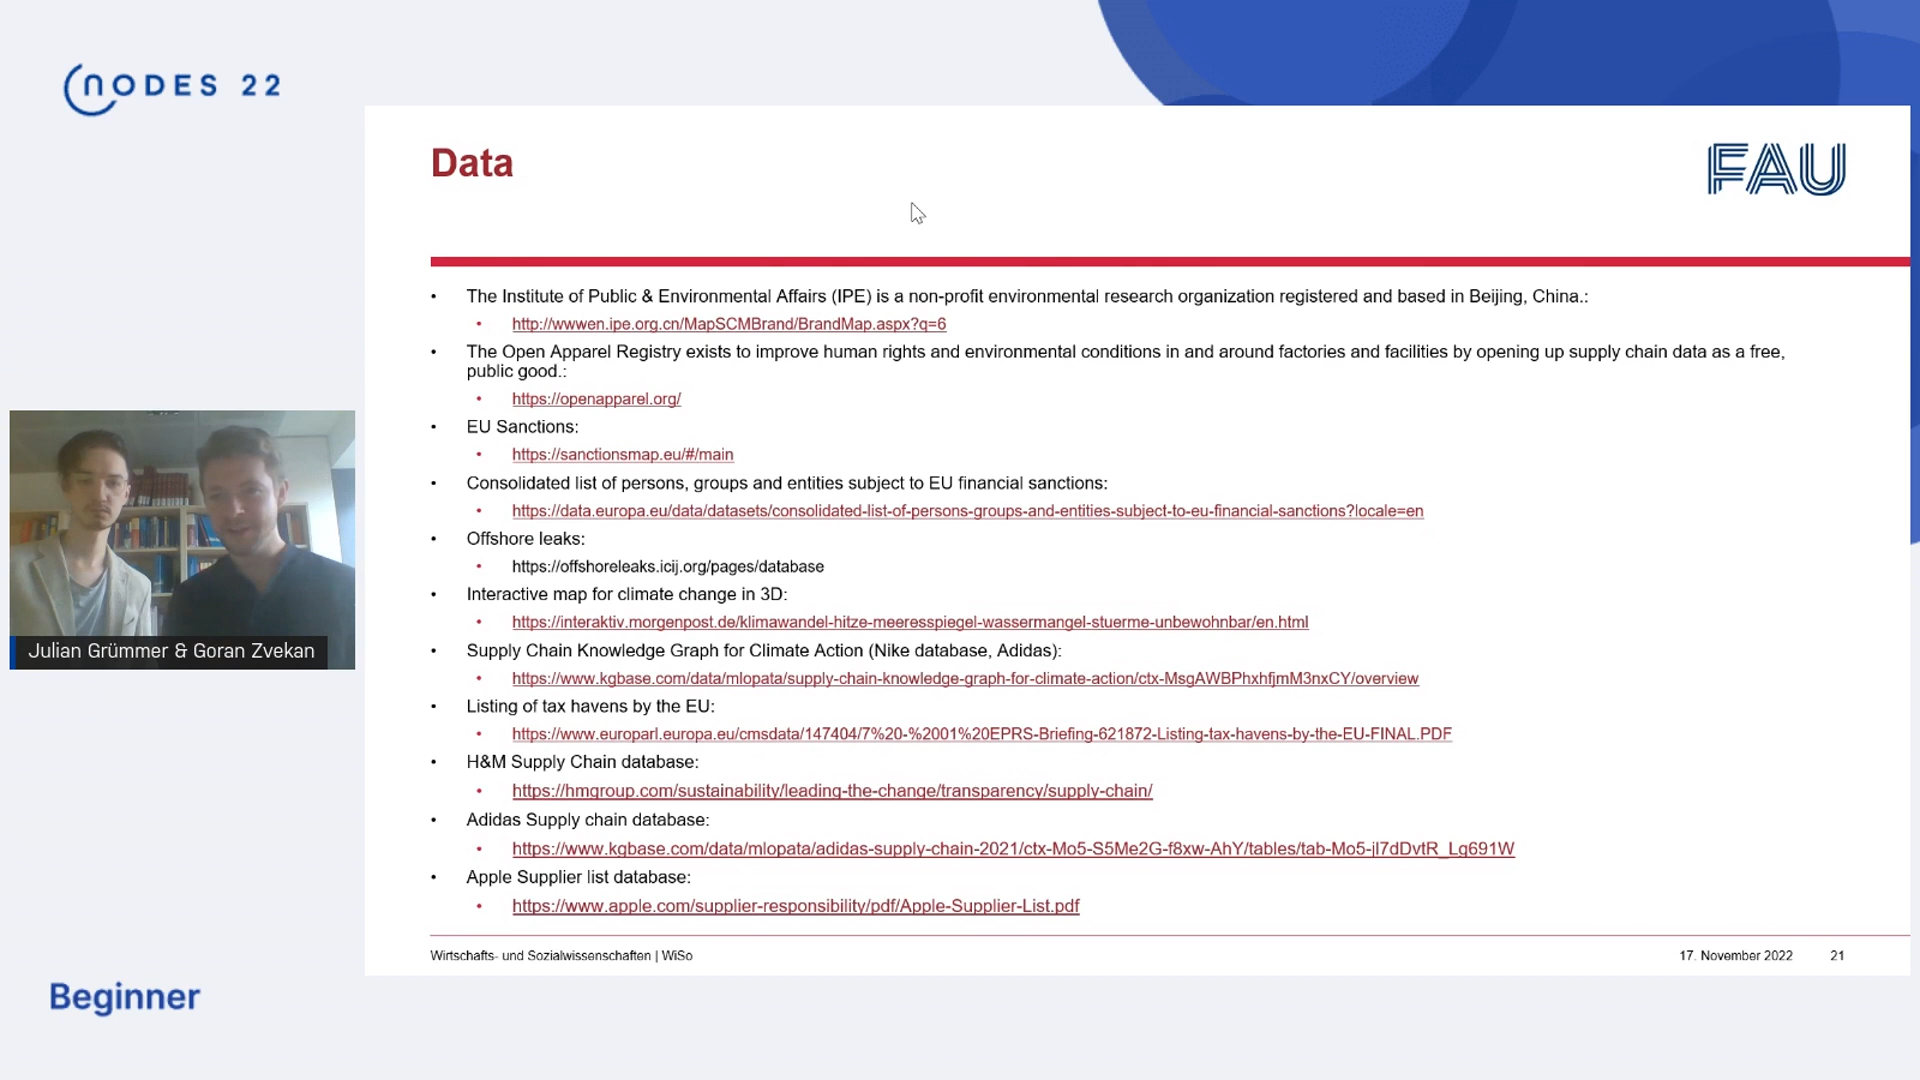 NODES 22
Data
FAU
• The Institute of Public & Environmental Affairs (IPE) is a non-profit environmental research organization registered and based in Beijing, China.:
• http://wwwen.ipe.org.cn/MapSCMBrand/BrandMap.aspx?q=6
• The Open Apparel Registry exists to improve human rights and environmental conditions in and around factories and facilities by opening up supply chain data as a free,
public good.:
• https://openapparel.org/
• EU Sanctions:
• https://sanctionsmap.eu/#/main
• Consolidated list of persons, groups and entities subject to EU financial sanctions:
• https://data.europa.eu/data/datasets/consolidated-list-of-persons-groups-and-entities-subject-to-eu-financial-sanctions?locale=en
• Offshore leaks:
• https://offshoreleaks.icij.org/pages/database
• Interactive map for climate change in 3D:
• https://interaktiv.morgenpost.de/klimawandel-hitze-meeresspiegel-wassermangel-stuerme-unbewohnbar/en.html
• Supply Chain Knowledge Graph for Climate Action (Nike database, Adidas):
• https://www.kgbase.com/data/mlopata/supply-chain-knowledge-graph-for-climate-action/ctx-MsgAWBPhxhfjmM3nxCY/overview
• Listing of tax havens by the EU:
• https://www.europarl.europa.eu/cmsdata/147404/7%20-%2001%20EPRS-Briefing-621872-Listing-tax-havens-by-the-EU-FINAL.PDF
• H&M Supply Chain database:
• https://hmgroup.com/sustainability/leading-the-change/transparency/supply-chain/
• Adidas Supply chain database:
• https://www.kgbase.com/data/mlopata/adidas-supply-chain-2021/ctx-Mo5-S5Me2G-f8xw-AhY/tables/tab-Mo5-jl7dDvtR_Lg691W
• Apple Supplier list database:
• https://www.apple.com/supplier-responsibility/pdf/Apple-Supplier-List.pdf
Wirtschafts- und Sozialwissenschaften | WiSo
17. November 2022
21
Julian Grümmer & Goran Zvekan
Beginner